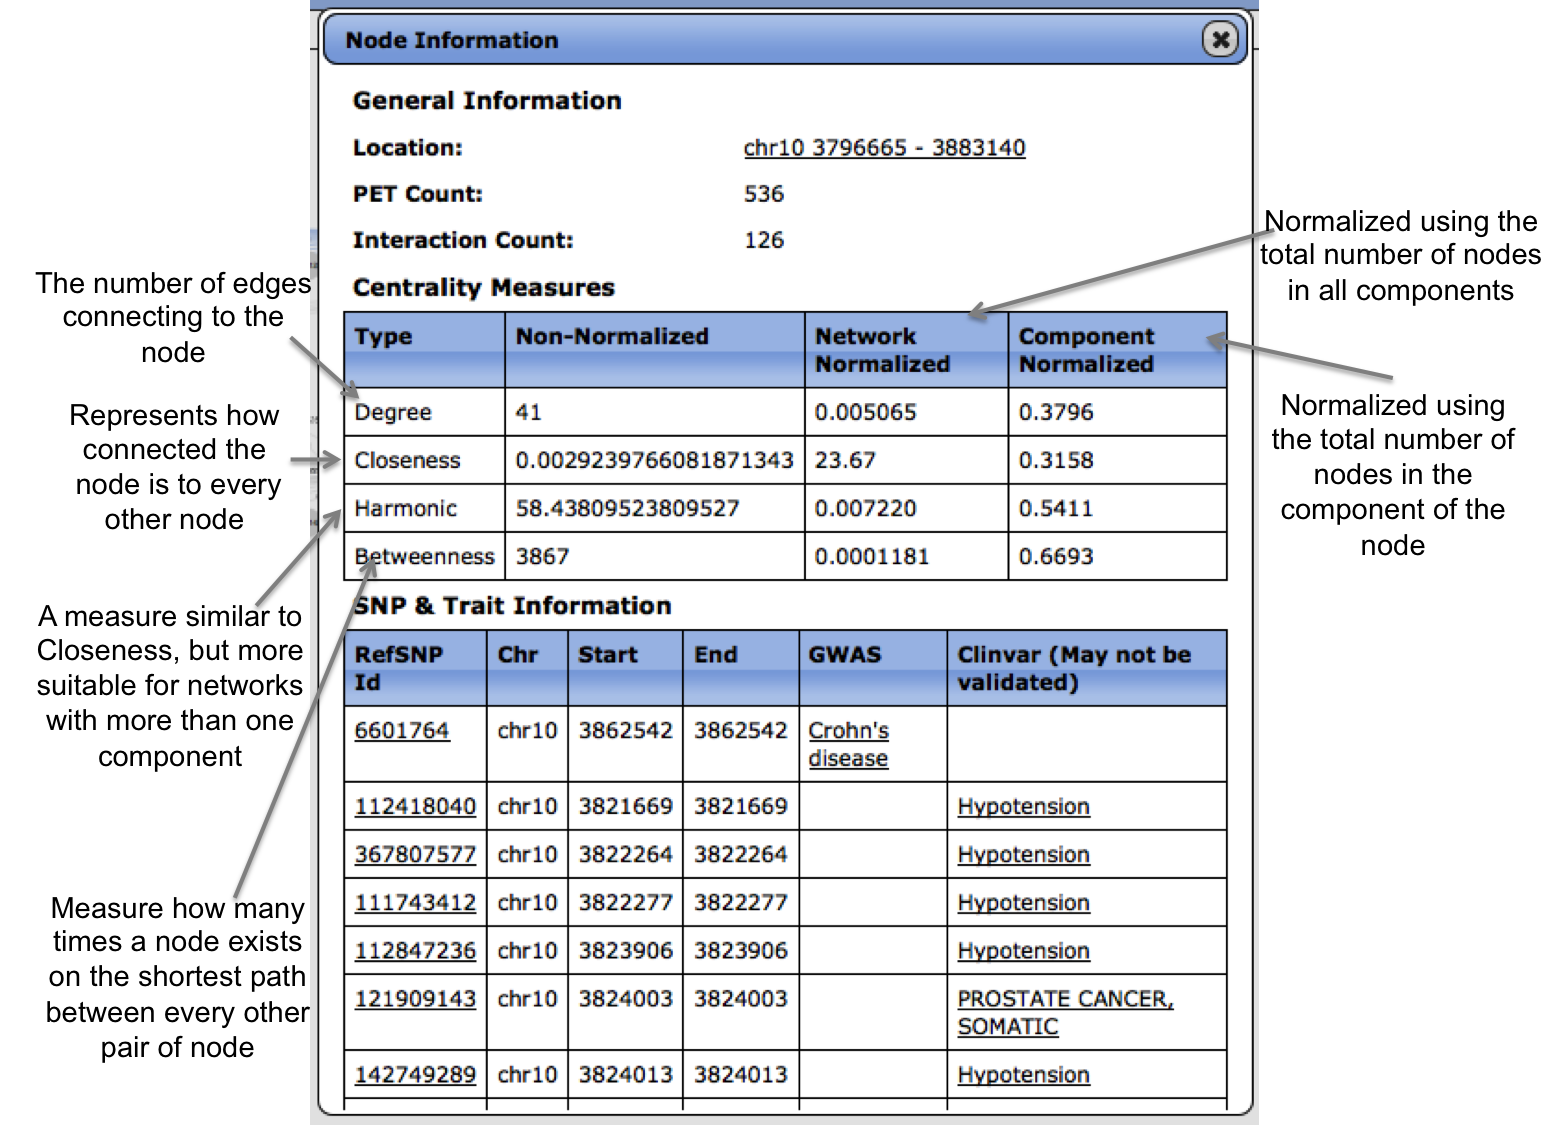 Node Information
General Information
Location: chr10 3796665 - 3883140
PET Count: 536
Interaction Count: 126
Centrality Measures
Type Non-Normalized Network Normalized Component Normalized
Degree 41 0.005065 0.3796
Closeness 0.0029239766081871343 23.67 0.3158
Harmonic 58.43809523809527 0.007220 0.5411
Betweenness 3867 0.0001181 0.6693
SNP & Trait Information
RefSNP Id Chr Start End GWAS Clinvar (May not be validated)
6601764 chr10 3862542 3862542 Crohn's disease
112418040 chr10 3821669 3821669 Hypotension
367807577 chr10 3822264 3822264 Hypotension
111743412 chr10 3822277 3822277 Hypotension
112847236 chr10 3823906 3823906 Hypotension
121909143 chr10 3824003 3824003 PROSTATE CANCER, SOMATIC
142749289 chr10 3824013 3824013 Hypotension
The number of edges
connecting to the
node
Represents how
connected the
node is to every
other node
A measure similar to
Closeness, but more
suitable for networks
with more than one
component
Measure how many
times a node exists
on the shortest path
between every other
pair of node
Normalized using the
total number of nodes
in all components
Normalized using
the total number of
nodes in the
component of the
node